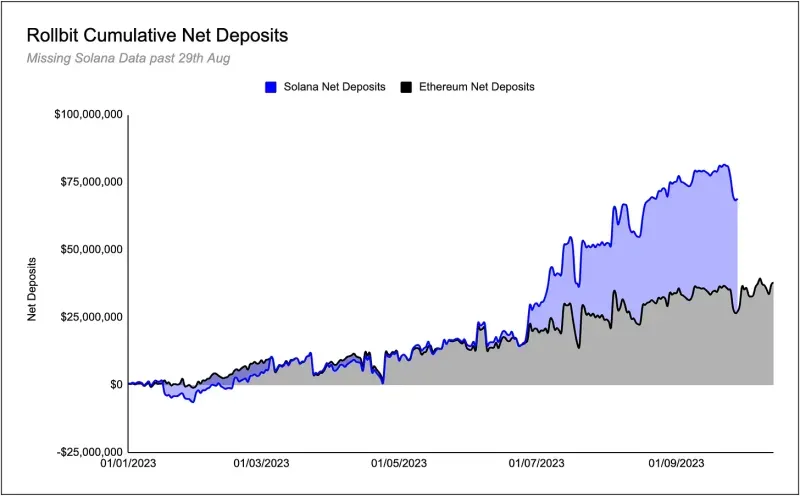 Rollbit Cumulative Net Deposits
Missing Solana Data past 29th Aug
Solana Net Deposits
Ethereum Net Deposits
$100,000,000
$75,000,000
$50,000,000
$25,000,000
$0
-$25,000,000
Net Deposits
01/01/2023
01/03/2023
01/05/2023
01/07/2023
01/09/2023